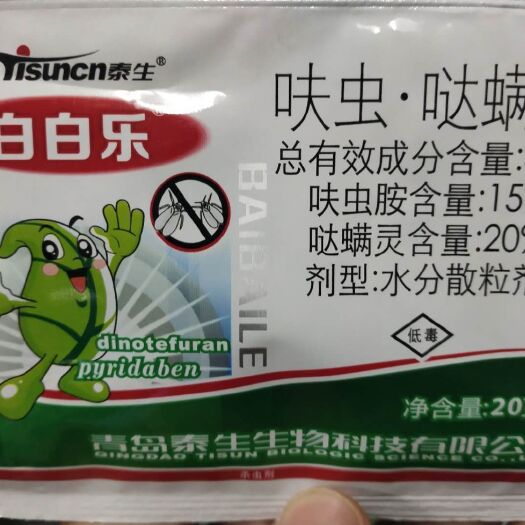 Tisuncn泰生®
白白乐
BAIBAILE
dinotefuran
pyridaben
呋虫·哒螨
总有效成分含量:
呋虫胺含量:15
哒螨灵含量:20%
剂型:水分散粒剂
低毒
净含量:20
青岛泰生生物科技有限公
QINGDAO TISUN BIOLOGIC SCIENCE CO.,
杀虫剂